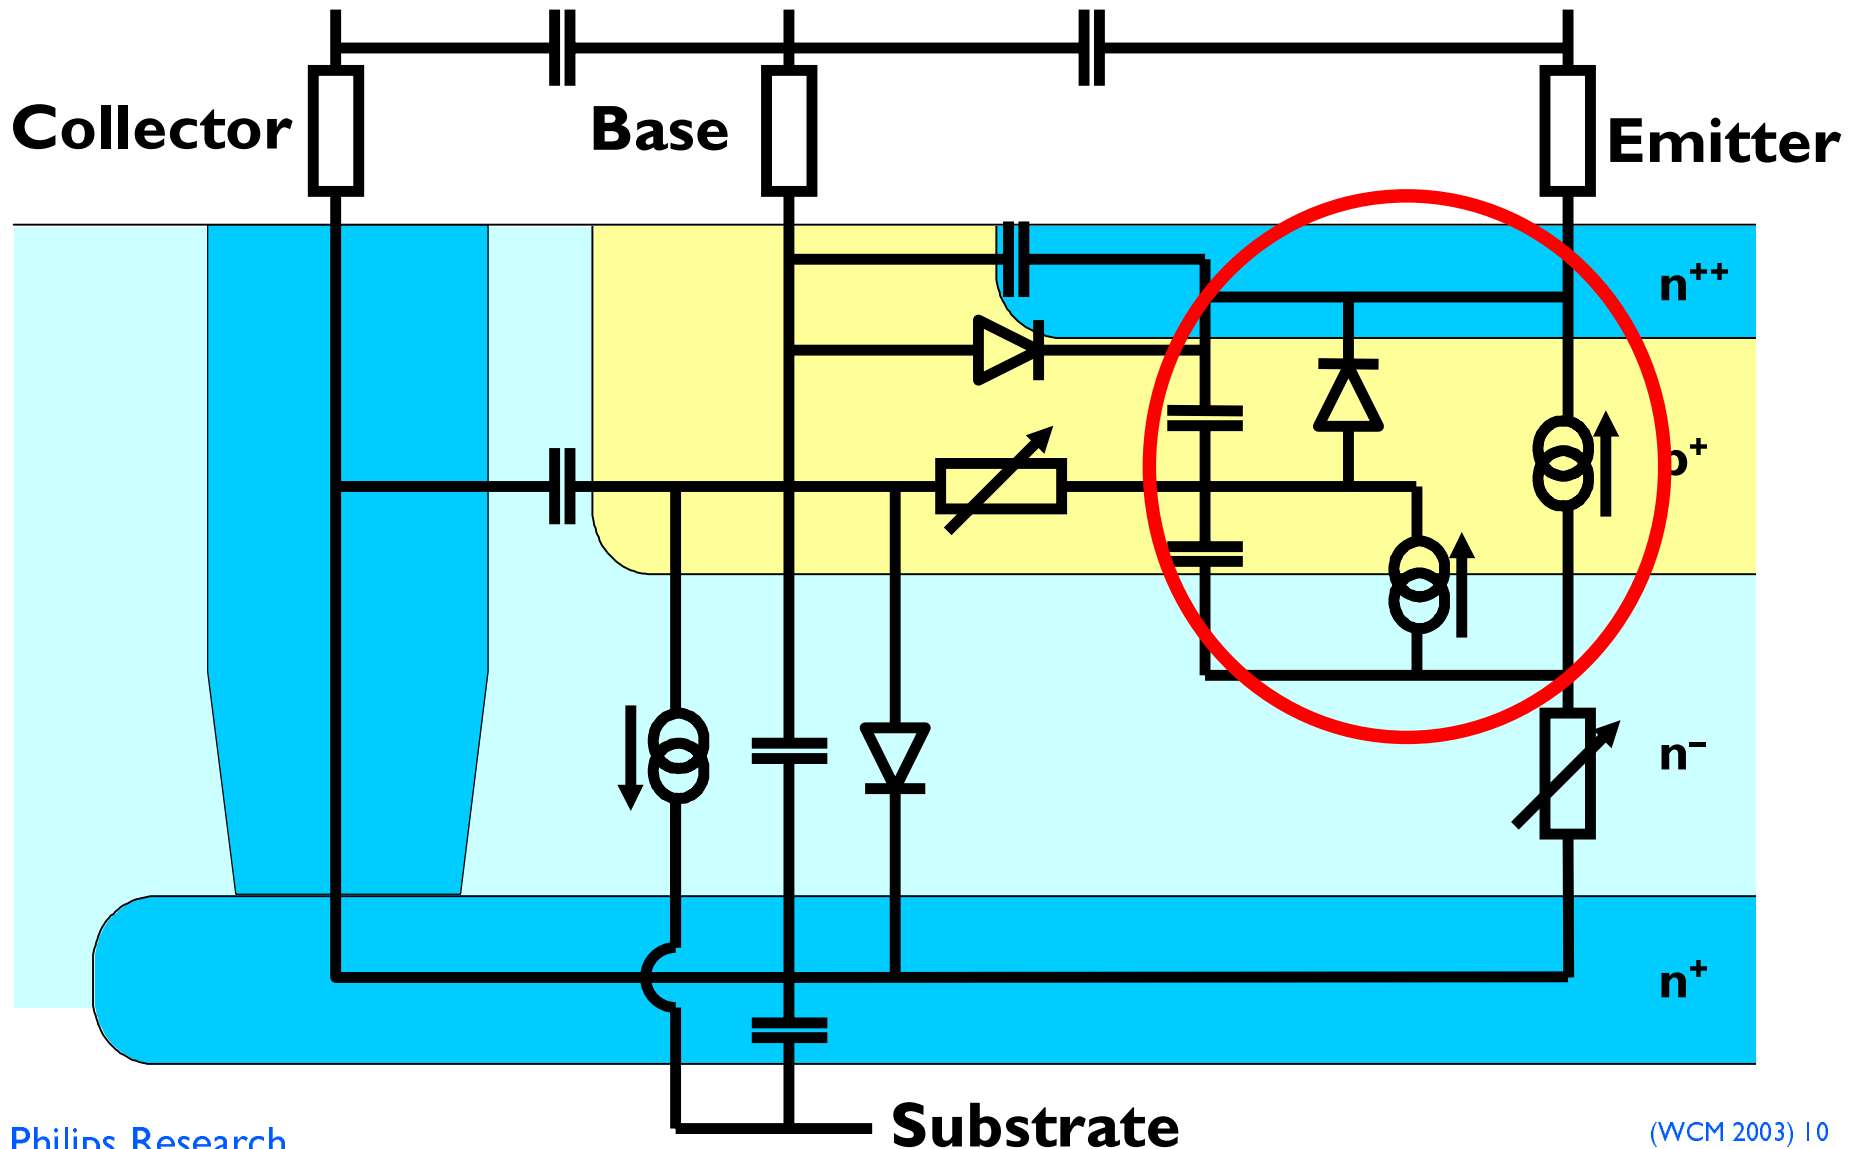 Collector
Base
Emitter
n++
p+
n–
n+
Substrate
Philips Research
(WCM 2003) 10